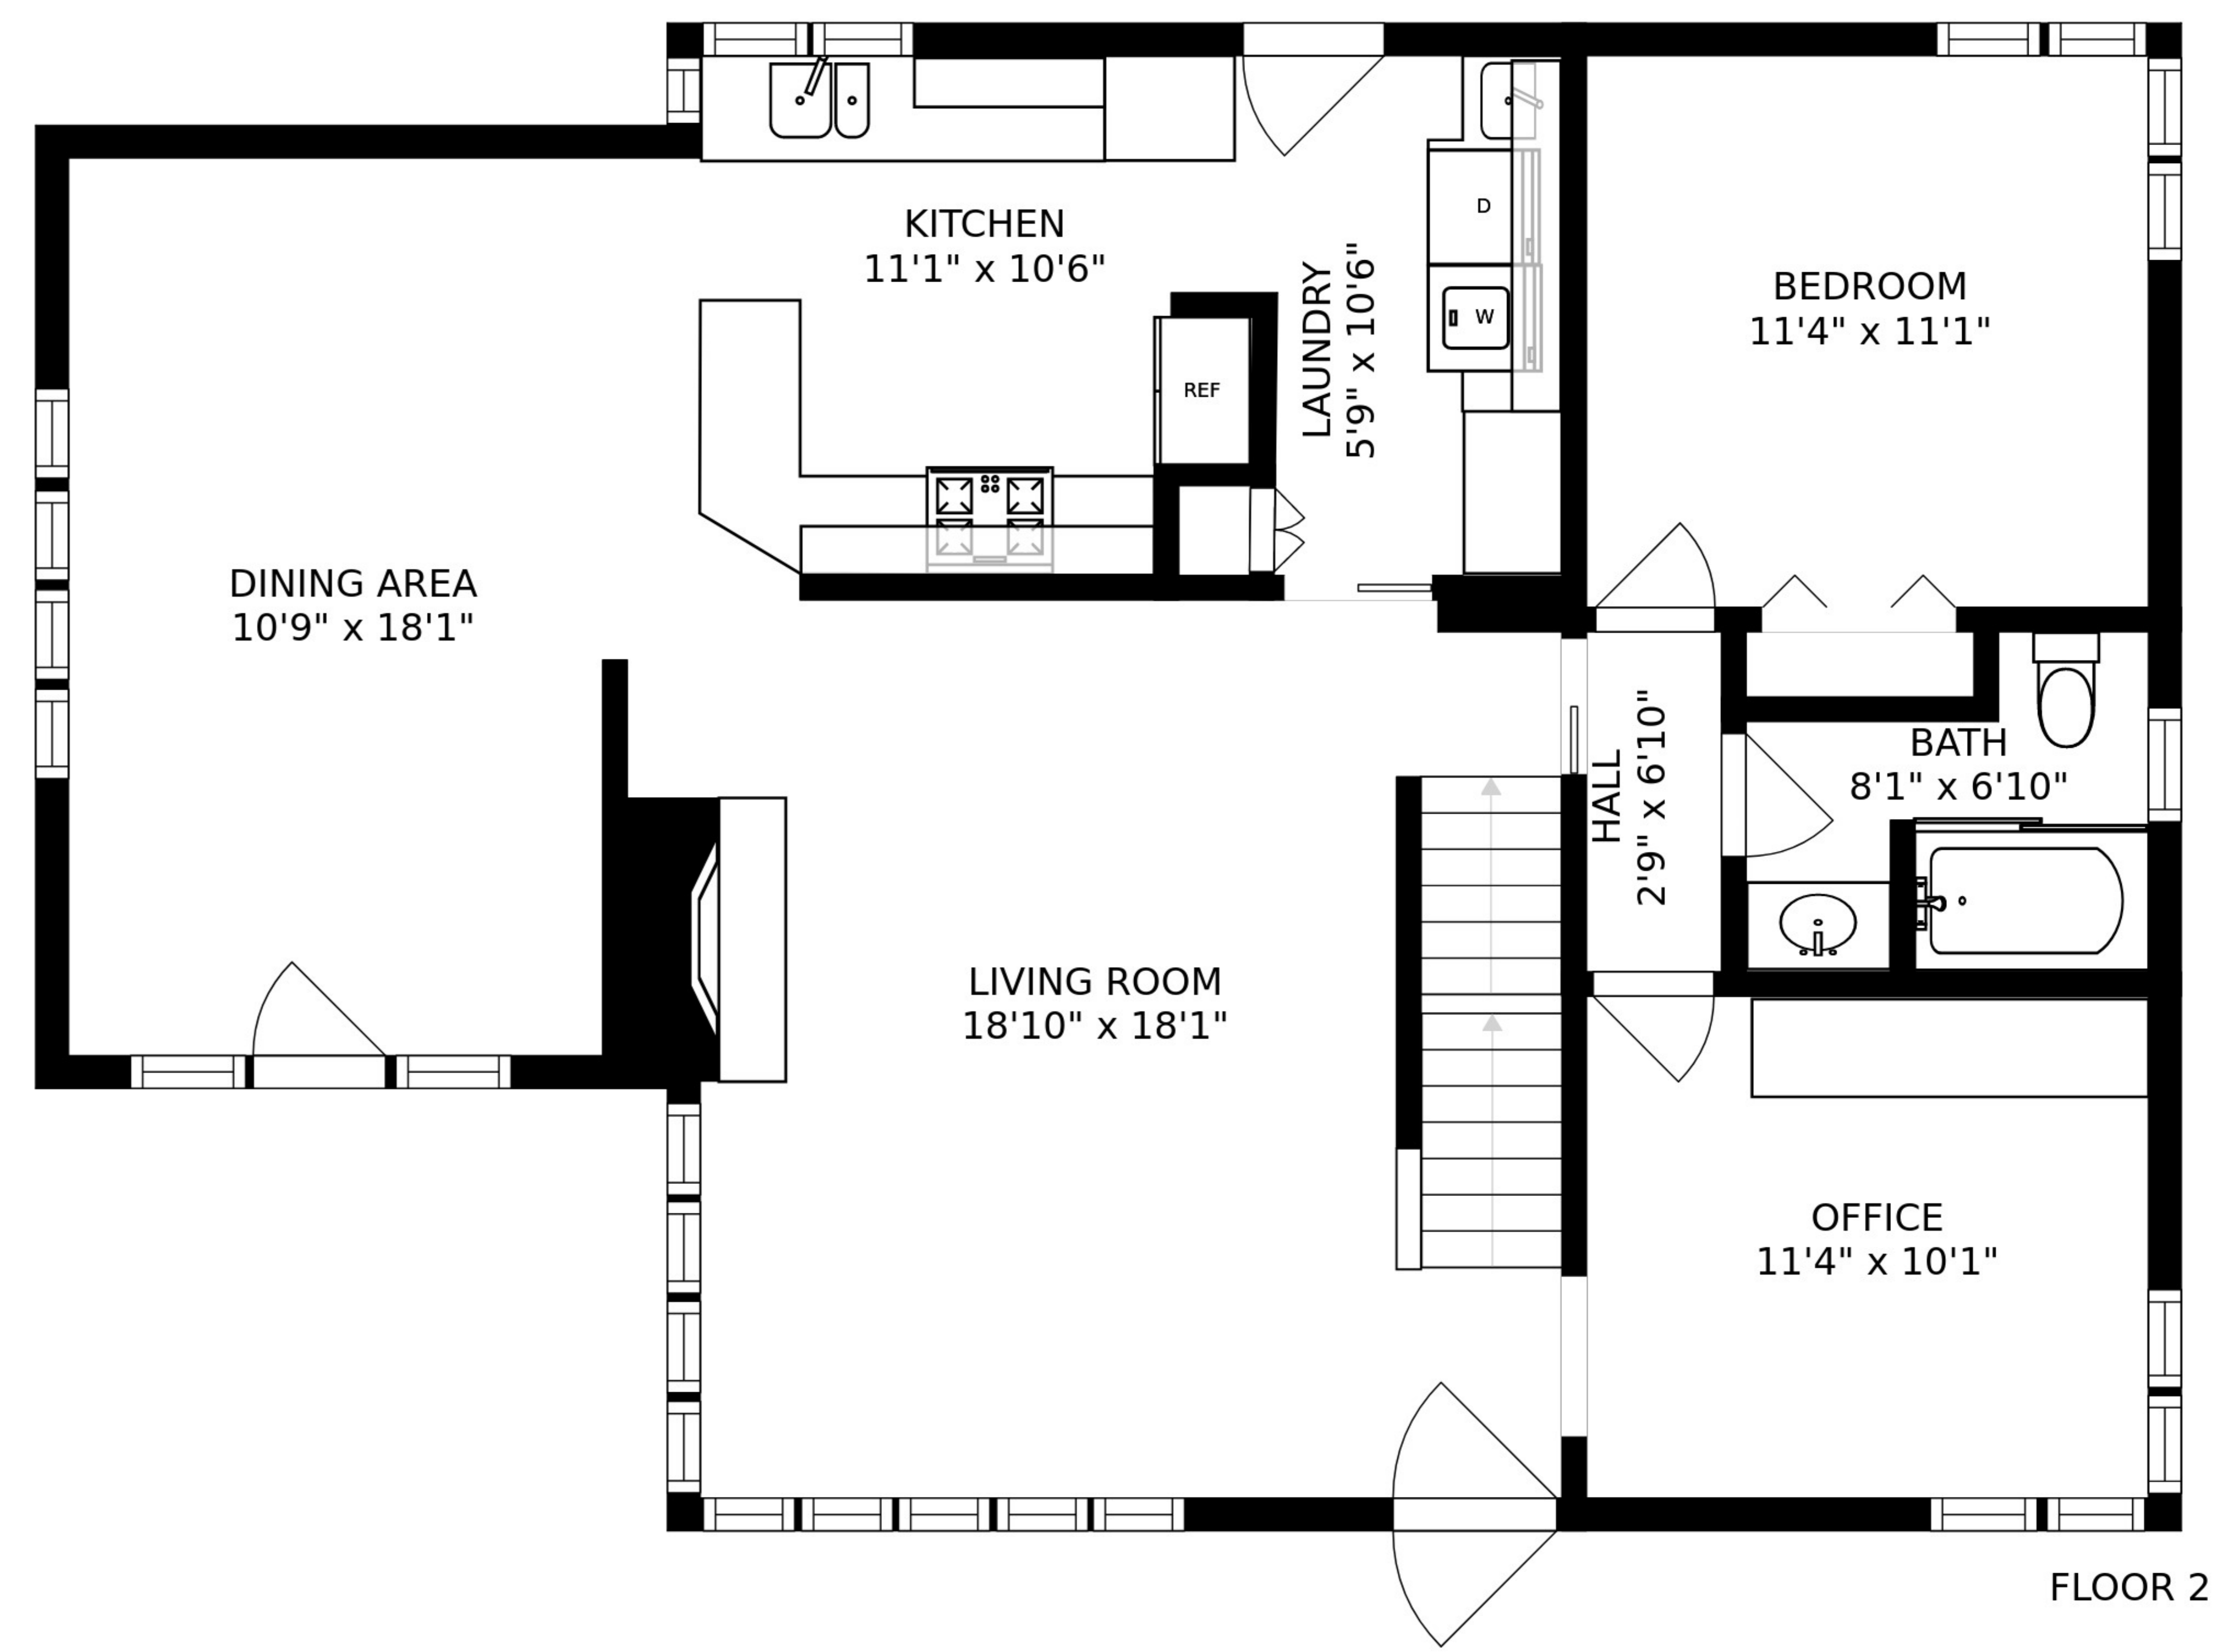 KITCHEN
11'1" x 10'6"
D
W
REF
LAUNDRY
5'9" x 10'6"
BEDROOM
11'4" x 11'1"
DINING AREA
10'9" x 18'1"
HALL
2'9" x 6'10"
BATH
8'1" x 6'10"
LIVING ROOM
18'10" x 18'1"
OFFICE
11'4" x 10'1"
FLOOR 2